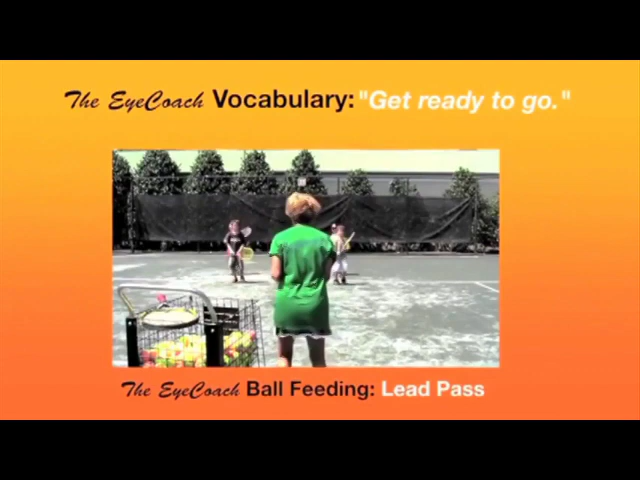 The EyeCoach Vocabulary: "Get ready to go."
The EyeCoach Ball Feeding: Lead Pass